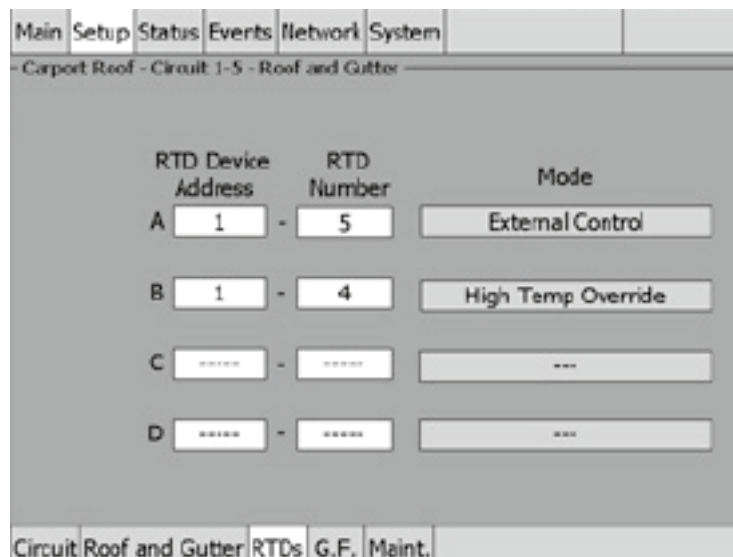 Main Setup Status Events Network System
Carport Roof - Circuit 1-5 - Roof and Gutter
RTD Device Address RTD Number Mode
A 1 - 5 External Control
B 1 - 4 High Temp Override
C ----- - ----- ---
D ----- - ----- ---
Circuit Roof and Gutter RTDs G.F. Maint.